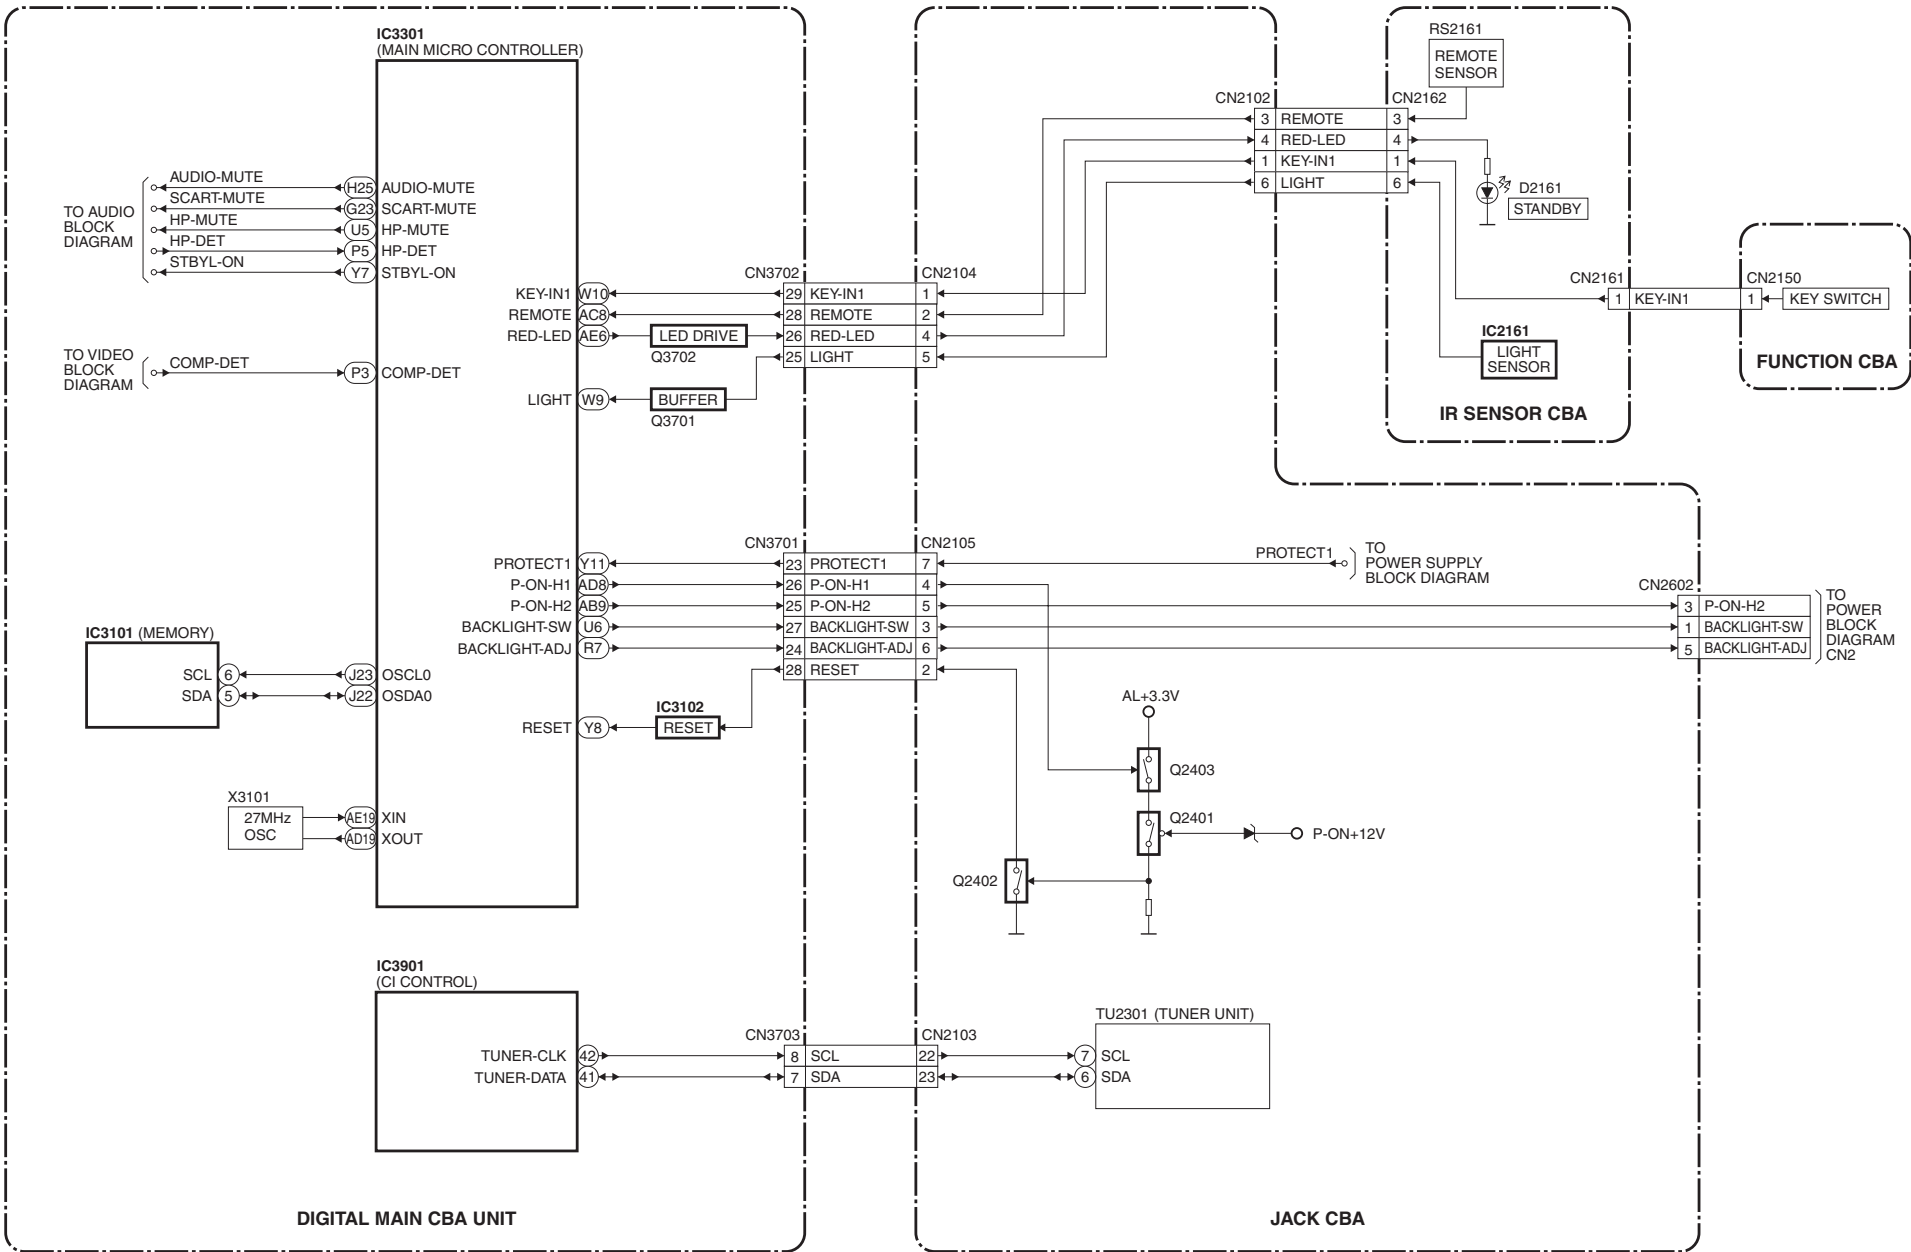 IC3301
(MAIN MICRO CONTROLLER)
TO AUDIO
BLOCK
DIAGRAM
AUDIO-MUTE
SCART-MUTE
HP-MUTE
HP-DET
STBYL-ON
H25 AUDIO-MUTE
G23 SCART-MUTE
U5 HP-MUTE
P5 HP-DET
Y7 STBYL-ON
TO VIDEO
BLOCK
DIAGRAM
COMP-DET
P3 COMP-DET
KEY-IN1 W10
REMOTE AC8
RED-LED AE6
LED DRIVE
Q3702
LIGHT W9
BUFFER
Q3701
CN3702 CN2104
29 KEY-IN1 1
28 REMOTE 2
26 RED-LED 4
25 LIGHT 5
RS2161
REMOTE
SENSOR
CN2102 CN2162
3 REMOTE 3
4 RED-LED 4
1 KEY-IN1 1
6 LIGHT 6
D2161
STANDBY
CN2161 CN2150
1 KEY-IN1 1
KEY SWITCH
IC2161
LIGHT
SENSOR
FUNCTION CBA
IR SENSOR CBA
PROTECT1 Y11
P-ON-H1 AD8
P-ON-H2 AB9
BACKLIGHT-SW U6
BACKLIGHT-ADJ R7
CN3701 CN2105
23 PROTECT1 7
26 P-ON-H1 4
25 P-ON-H2 5
27 BACKLIGHT-SW 3
24 BACKLIGHT-ADJ 6
28 RESET 2
PROTECT1
TO
POWER SUPPLY
BLOCK DIAGRAM
CN2602
3 P-ON-H2
1 BACKLIGHT-SW
5 BACKLIGHT-ADJ
TO
POWER
BLOCK
DIAGRAM
CN2
IC3101 (MEMORY)
SCL 6
SDA 5
J23 OSCL0
J22 OSDA0
IC3102
RESET
RESET Y8
AL+3.3V
Q2403
Q2401
P-ON+12V
Q2402
X3101
27MHz
OSC
AE19 XIN
AD19 XOUT
IC3901
(CI CONTROL)
TUNER-CLK 42
TUNER-DATA 41
CN3703 CN2103
8 SCL 22
7 SDA 23
TU2301 (TUNER UNIT)
7 SCL
6 SDA
DIGITAL MAIN CBA UNIT
JACK CBA